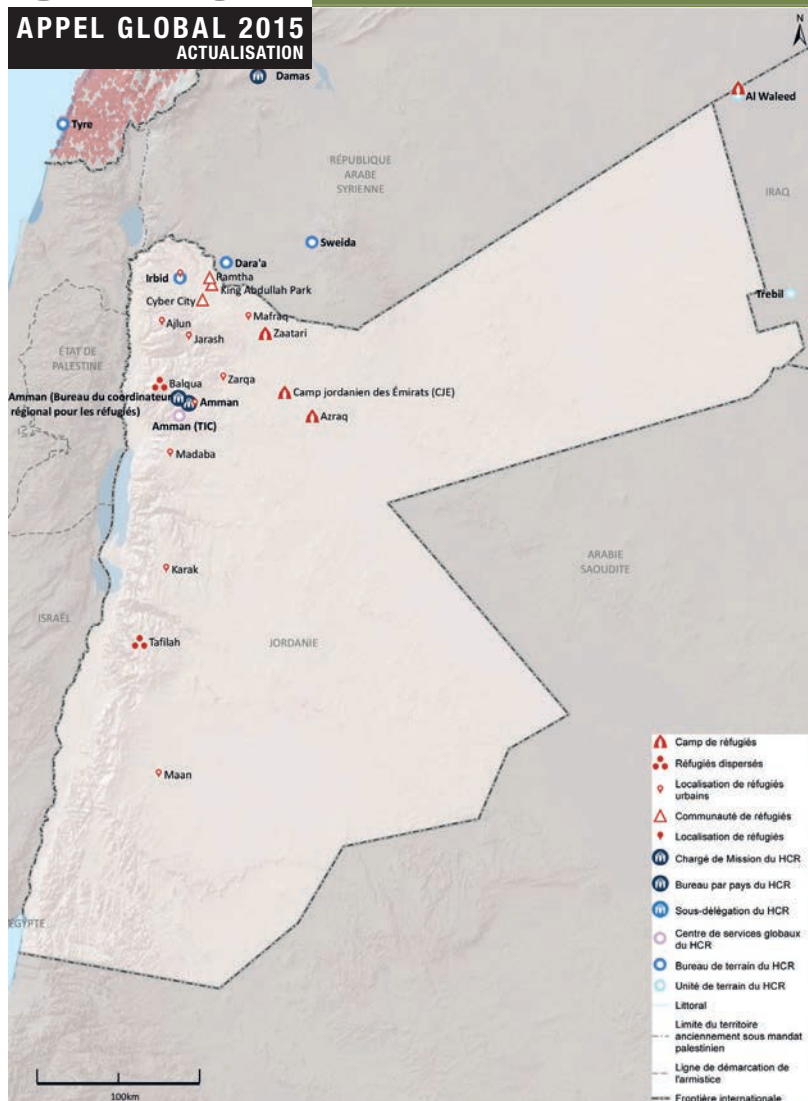 APPEL GLOBAL 2015
ACTUALISATION
N
Damas
Al Waleed
Tyre
RÉPUBLIQUE
ARABE
SYRIENNE
IRAQ
Sweida
Dara'a
Irbid
Ramtha
King Abdullah Park
Cyber City
Trebil
Mafraq
Ajlun
Zaatari
Jarash
ÉTAT DE
PALESTINE
Zarqa
Balqua
Camp jordanien des Émirats (CJE)
Amman (Bureau du coordinateur
régional pour les réfugiés)
Amman
Azraq
Amman (TIC)
Madaba
ARABIE
SAOUDITE
Karak
ISRAËL
Tafilah
JORDANIE
Maan
ÉGYPTE
Camp de réfugiés
Réfugiés dispersés
Localisation de réfugiés
urbains
Communauté de réfugiés
Localisation de réfugiés
Chargé de Mission du HCR
Bureau par pays du HCR
Sous-délégation du HCR
Centre de services globaux
du HCR
Bureau de terrain du HCR
Unité de terrain du HCR
Littoral
Limite du territoire
anciennement sous mandat
palestinien
Ligne de démarcation de
l'armistice
Frontière internationale
100km